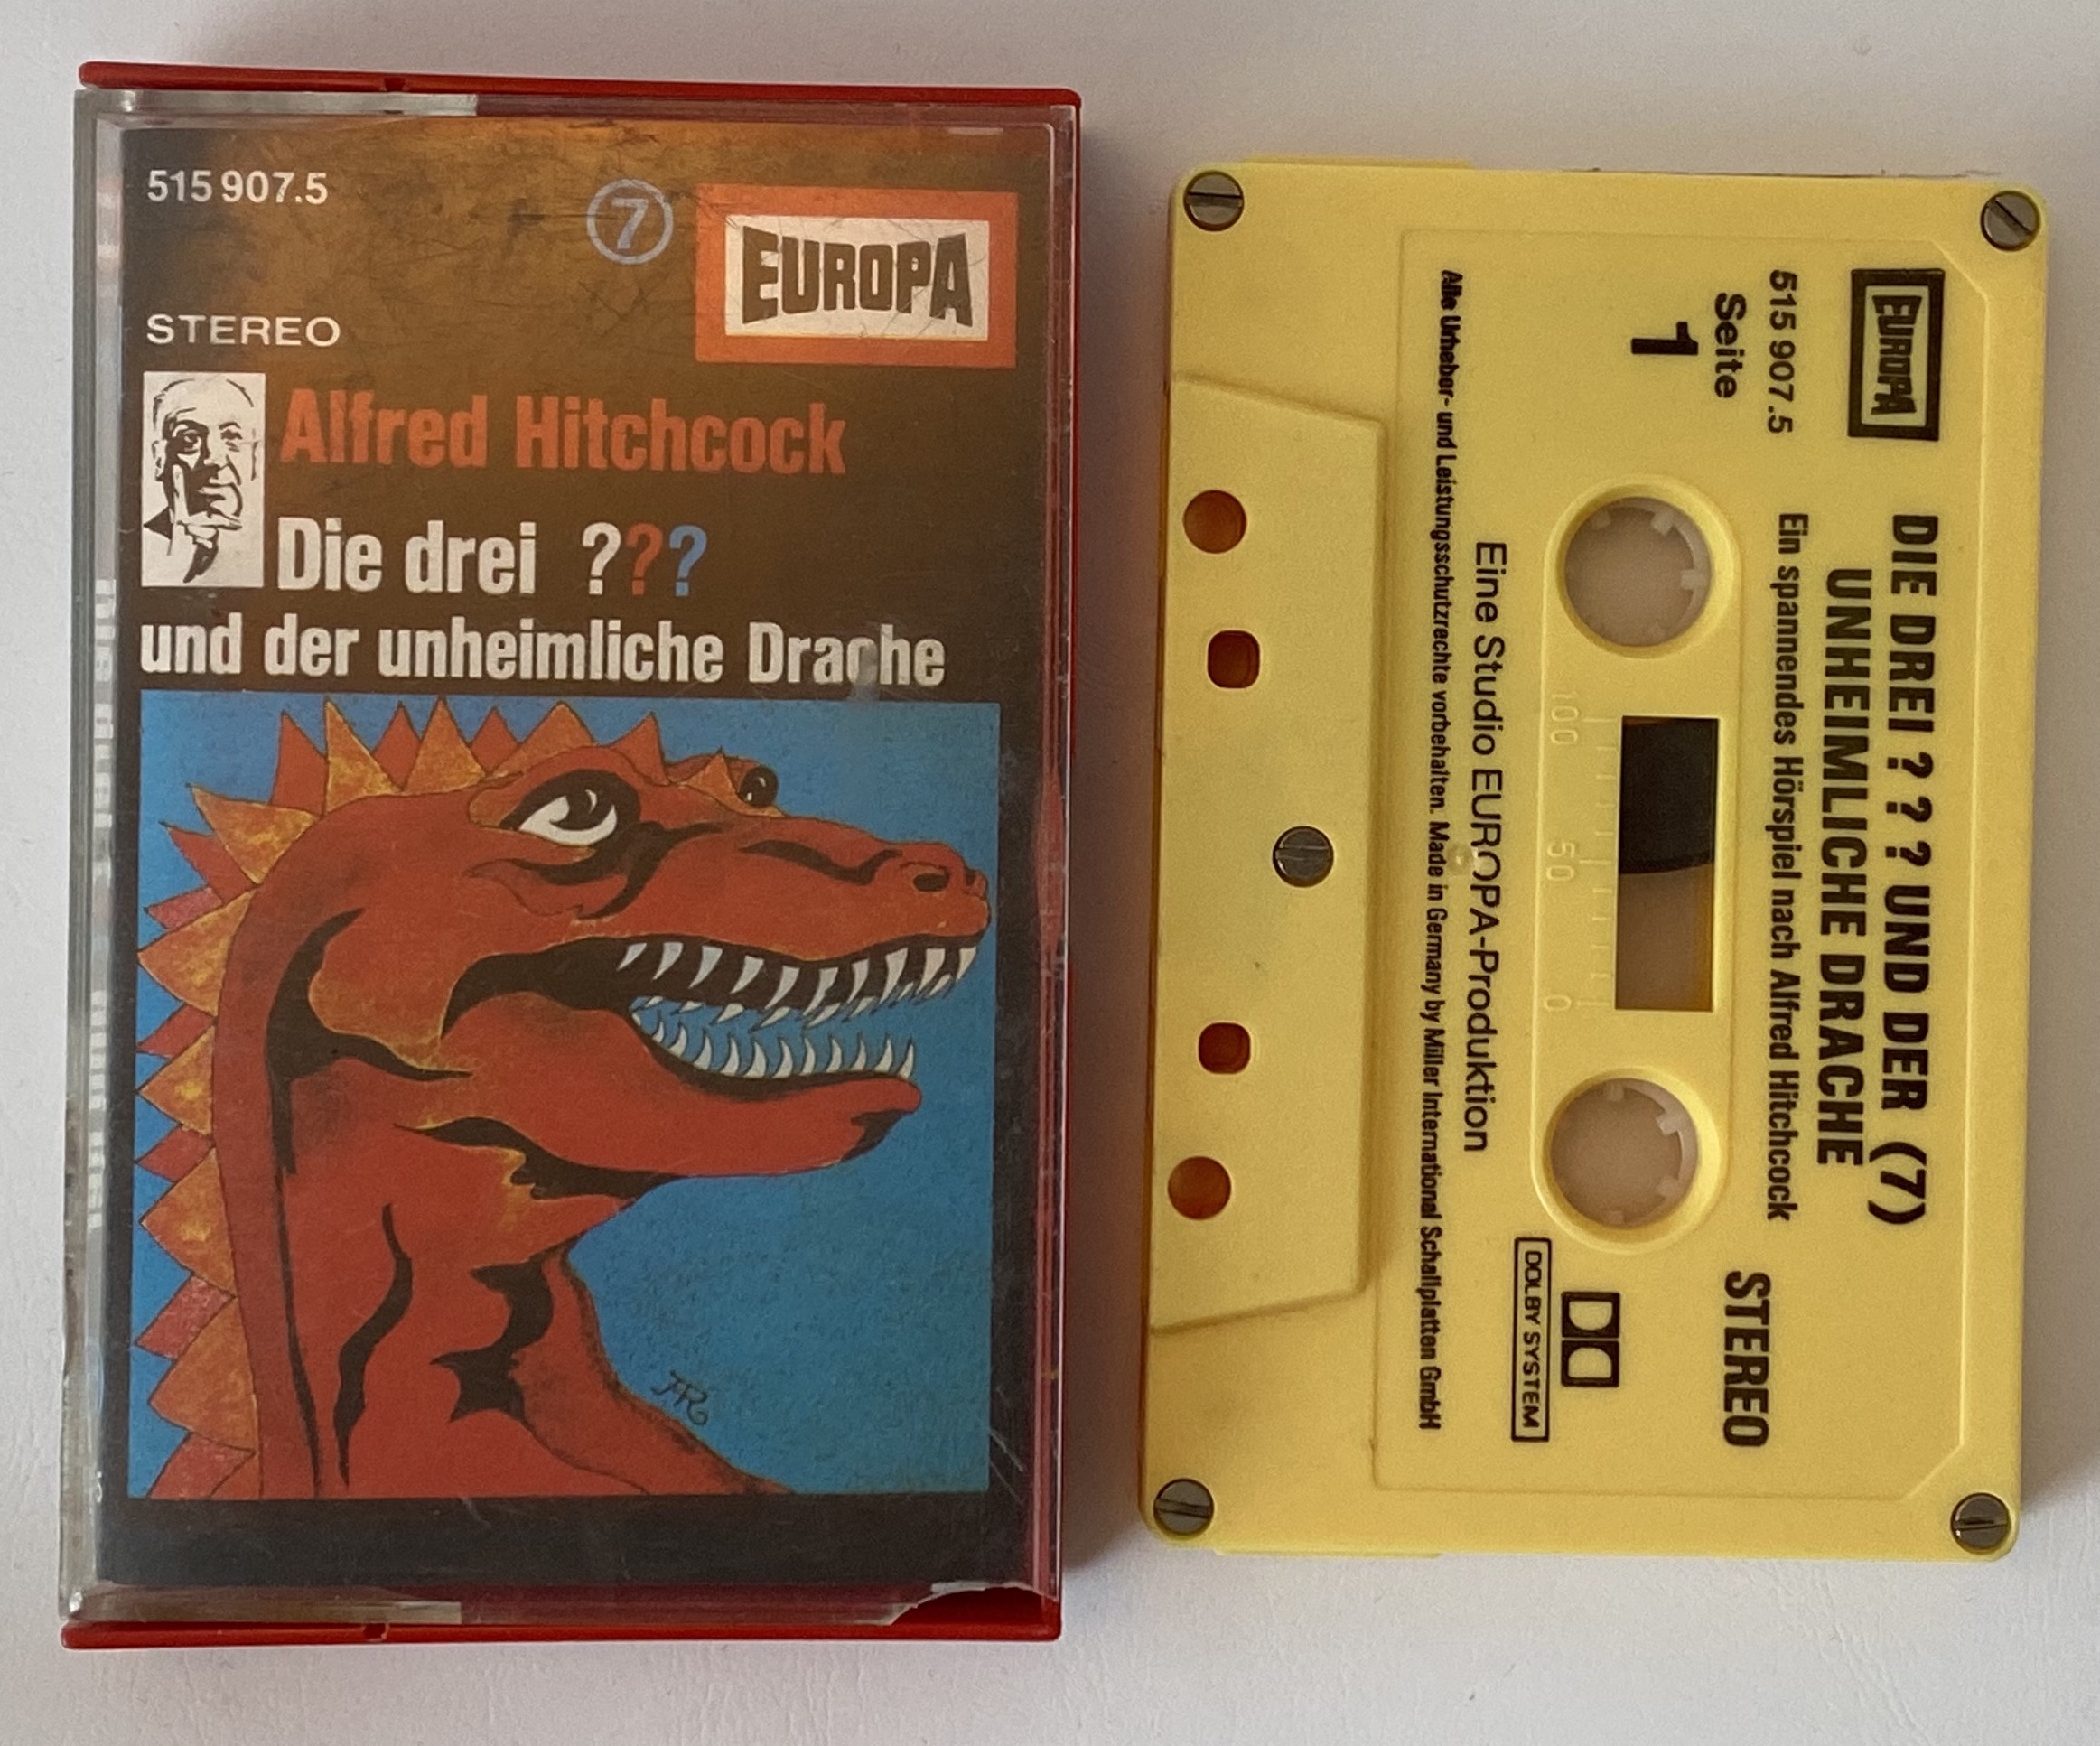 515 907.5
7
EUROPA
STEREO
Alfred Hitchcock
Die drei ???
und der unheimliche Drache
AR
EUROPA
515 907.5
Seite
1
DIE DREI ? ? ? UND DER (7)
UNHEIMLICHE DRACHE
Ein spannendes Hörspiel nach Alfred Hitchcock
STEREO
100 50 0
DOLBY SYSTEM
Eine Studio EUROPA-Produktion
Alle Urheber- und Leistungsschutzrechte vorbehalten. Made in Germany by Miller International Schallplatten GmbH